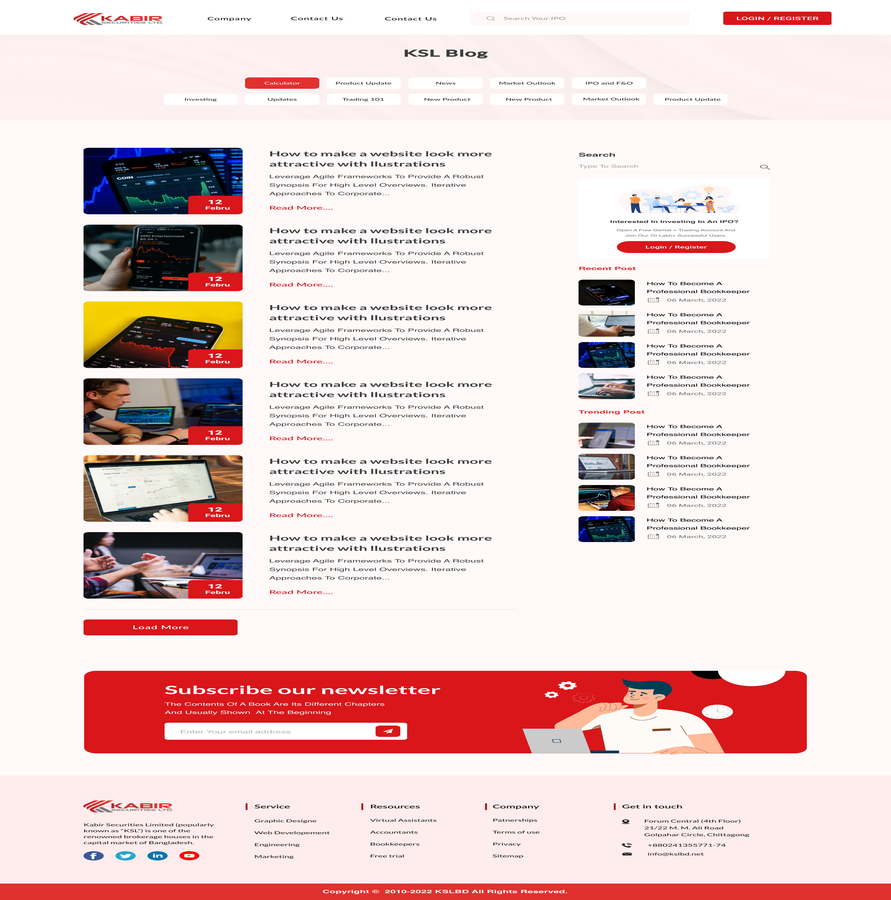 KABIR
SECURITIES LTD
Company
Contact Us
Contact Us
Search Your IPO
LOGIN / REGISTER
KSL Blog
Calculator
Product Update
News
Market Outlook
IPO and F&O
Investing
Updates
Trading 101
New Product
New Product
Market Outlook
Product Update
12
Febru
How to make a website look more
attractive with llustrations
Leverage Agile Frameworks To Provide A Robust
Synopsis For High Level Overviews. Iterative
Approaches To Corporate...
Read More....
12
Febru
How to make a website look more
attractive with llustrations
Leverage Agile Frameworks To Provide A Robust
Synopsis For High Level Overviews. Iterative
Approaches To Corporate...
Read More....
12
Febru
How to make a website look more
attractive with llustrations
Leverage Agile Frameworks To Provide A Robust
Synopsis For High Level Overviews. Iterative
Approaches To Corporate...
Read More....
12
Febru
How to make a website look more
attractive with llustrations
Leverage Agile Frameworks To Provide A Robust
Synopsis For High Level Overviews. Iterative
Approaches To Corporate...
Read More....
12
Febru
How to make a website look more
attractive with llustrations
Leverage Agile Frameworks To Provide A Robust
Synopsis For High Level Overviews. Iterative
Approaches To Corporate...
Read More....
12
Febru
How to make a website look more
attractive with llustrations
Leverage Agile Frameworks To Provide A Robust
Synopsis For High Level Overviews. Iterative
Approaches To Corporate...
Read More....
Load More
Search
Type To Search
Interested In Investing In An IPO?
Open A Free Demat + Trading Account And
Join Our 70 Lakh+ Successful Users
Login / Register
Recent Post
How To Become A
Professional Bookkeeper
06 March, 2022
How To Become A
Professional Bookkeeper
06 March, 2022
How To Become A
Professional Bookkeeper
06 March, 2022
How To Become A
Professional Bookkeeper
06 March, 2022
Trending Post
How To Become A
Professional Bookkeeper
06 March, 2022
How To Become A
Professional Bookkeeper
06 March, 2022
How To Become A
Professional Bookkeeper
06 March, 2022
How To Become A
Professional Bookkeeper
06 March, 2022
Subscribe our newsletter
The Contents Of A Book Are Its Different Chapters
And Usually Shown At The Beginning
Enter Your email address
KABIR
SECURITIES LTD
Kabir Securities Limited (popularly
known as "KSL") is one of the
renowned brokerage houses in the
capital market of Bangladesh.
Service
Graphic Designe
Web Developement
Engineering
Marketing
Resources
Virtual Assistants
Accountants
Bookkeepers
Free trial
Company
Patnerships
Terms of use
Privacy
Sitemap
Get in touch
Forum Central (4th Floor)
21/22 M. M. Ali Road
Golpahar Circle, Chittagong
+880241355771-74
info@kslbd.net
Copyright © 2010-2022 KSLBD All Rights Reserved.